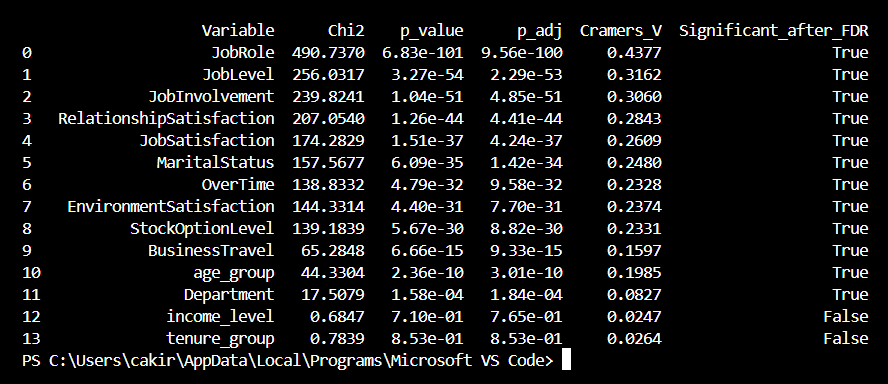 Variable Chi2 p_value p_adj Cramers_V Significant_after_FDR
0 JobRole 490.7370 6.83e-101 9.56e-100 0.4377 True
1 JobLevel 256.0317 3.27e-54 2.29e-53 0.3162 True
2 JobInvolvement 239.8241 1.04e-51 4.85e-51 0.3060 True
3 RelationshipSatisfaction 207.0540 1.26e-44 4.41e-44 0.2843 True
4 JobSatisfaction 174.2829 1.51e-37 4.24e-37 0.2609 True
5 MaritalStatus 157.5677 6.09e-35 1.42e-34 0.2480 True
6 OverTime 138.8332 4.79e-32 9.58e-32 0.2328 True
7 EnvironmentSatisfaction 144.3314 4.40e-31 7.70e-31 0.2374 True
8 StockOptionLevel 139.1839 5.67e-30 8.82e-30 0.2331 True
9 BusinessTravel 65.2848 6.66e-15 9.33e-15 0.1597 True
10 age_group 44.3304 2.36e-10 3.01e-10 0.1985 True
11 Department 17.5079 1.58e-04 1.84e-04 0.0827 True
12 income_level 0.6847 7.10e-01 7.65e-01 0.0247 False
13 tenure_group 0.7839 8.53e-01 8.53e-01 0.0264 False
PS C:\Users\cakir\AppData\Local\Programs\Microsoft VS Code>